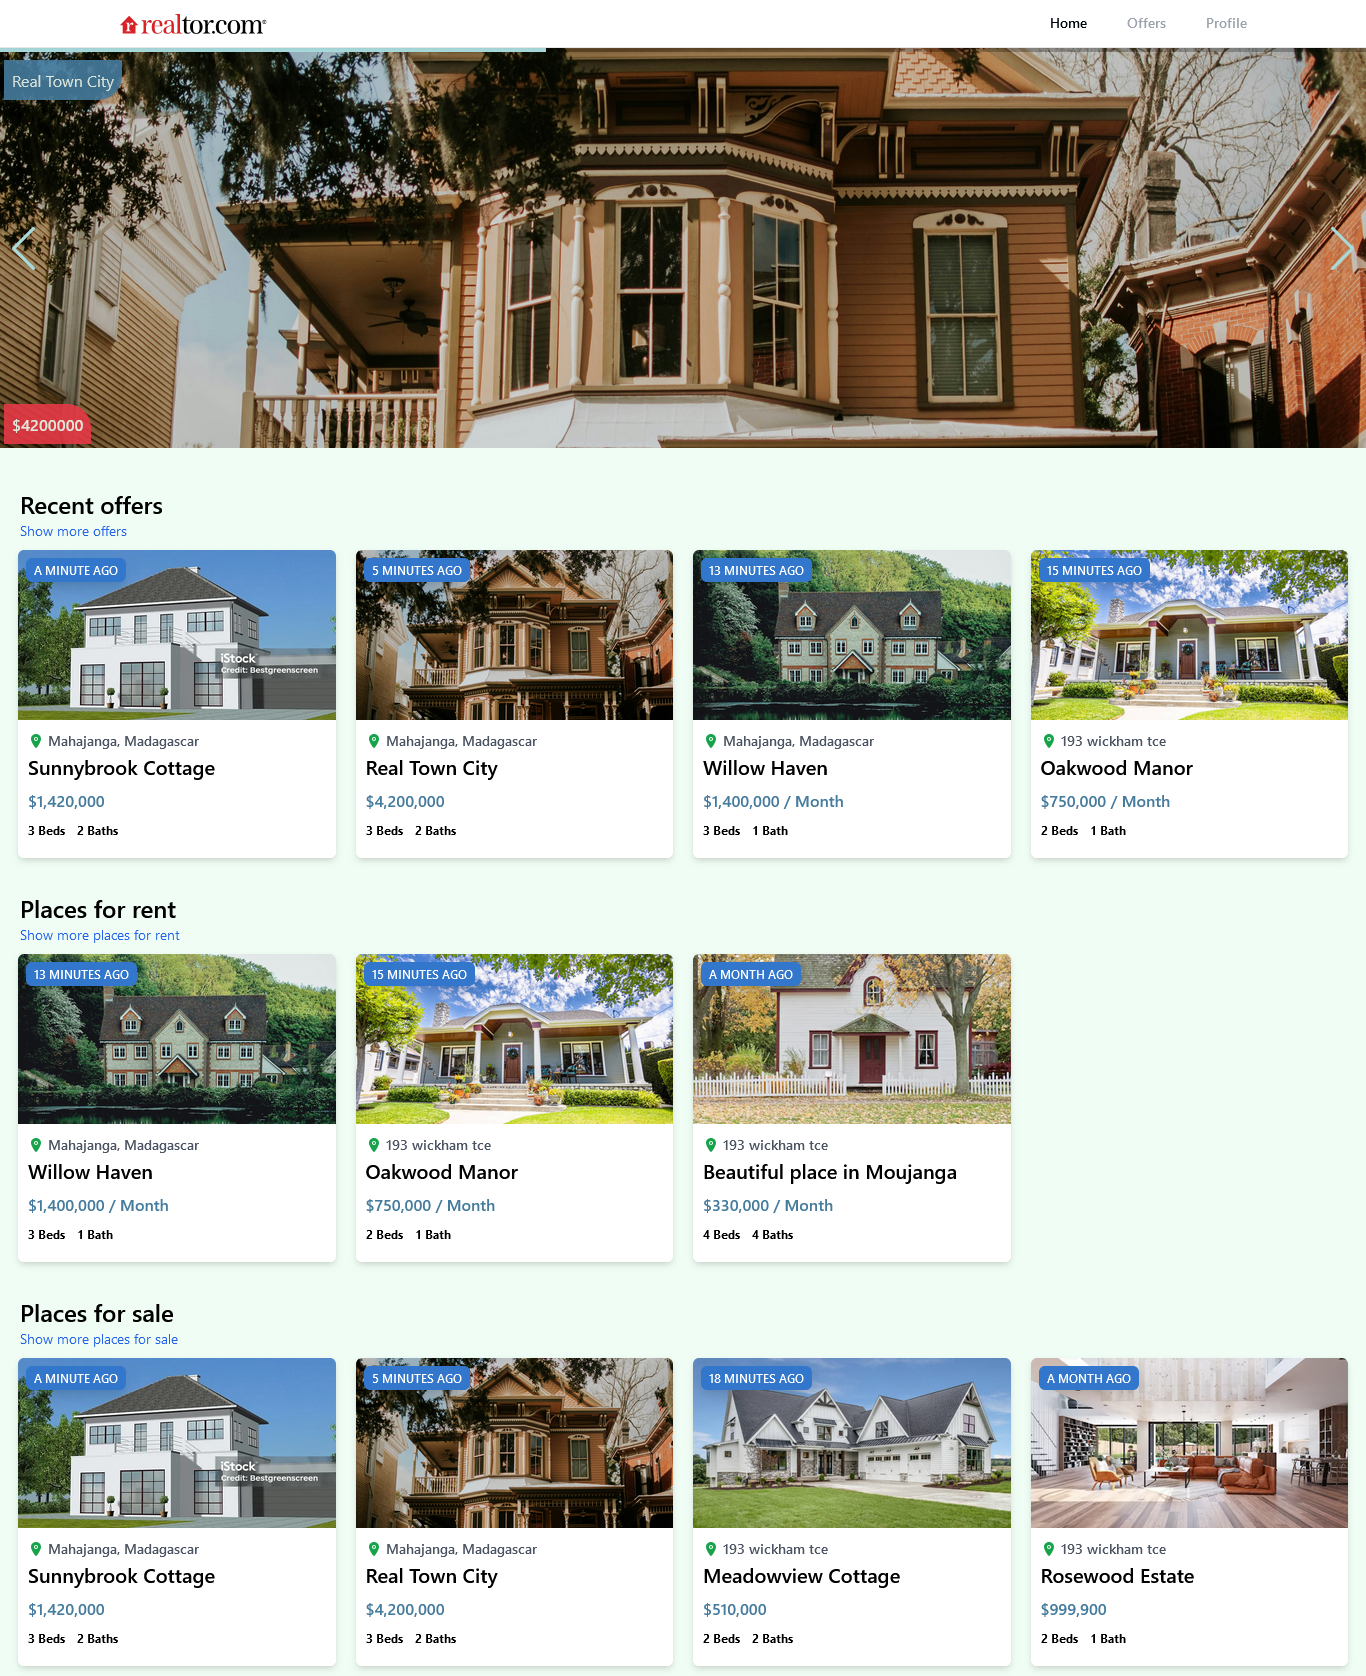 realtor.com®
Home Offers Profile
Real Town City
$4200000
Recent offers
Show more offers
A MINUTE AGO
iStock
Credit: Bestgreenscreen
Mahajanga, Madagascar
Sunnybrook Cottage
$1,420,000
3 Beds 2 Baths
5 MINUTES AGO
Mahajanga, Madagascar
Real Town City
$4,200,000
3 Beds 2 Baths
13 MINUTES AGO
Mahajanga, Madagascar
Willow Haven
$1,400,000 / Month
3 Beds 1 Bath
15 MINUTES AGO
193 wickham tce
Oakwood Manor
$750,000 / Month
2 Beds 1 Bath
Places for rent
Show more places for rent
13 MINUTES AGO
Mahajanga, Madagascar
Willow Haven
$1,400,000 / Month
3 Beds 1 Bath
15 MINUTES AGO
193 wickham tce
Oakwood Manor
$750,000 / Month
2 Beds 1 Bath
A MONTH AGO
193 wickham tce
Beautiful place in Moujanga
$330,000 / Month
4 Beds 4 Baths
Places for sale
Show more places for sale
A MINUTE AGO
iStock
Credit: Bestgreenscreen
Mahajanga, Madagascar
Sunnybrook Cottage
$1,420,000
3 Beds 2 Baths
5 MINUTES AGO
Mahajanga, Madagascar
Real Town City
$4,200,000
3 Beds 2 Baths
18 MINUTES AGO
193 wickham tce
Meadowview Cottage
$510,000
2 Beds 2 Baths
A MONTH AGO
193 wickham tce
Rosewood Estate
$999,900
2 Beds 1 Bath